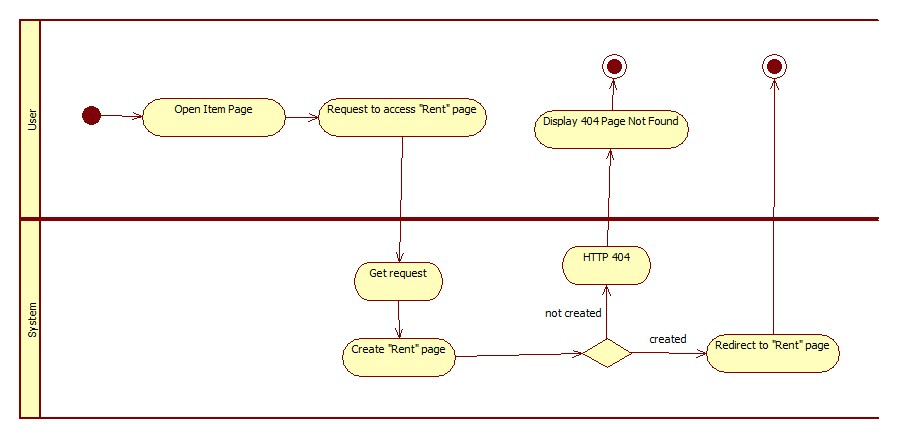 User
Open Item Page
Request to access "Rent" page
Display 404 Page Not Found
System
Get request
HTTP 404
not created
created
Create "Rent" page
Redirect to "Rent" page